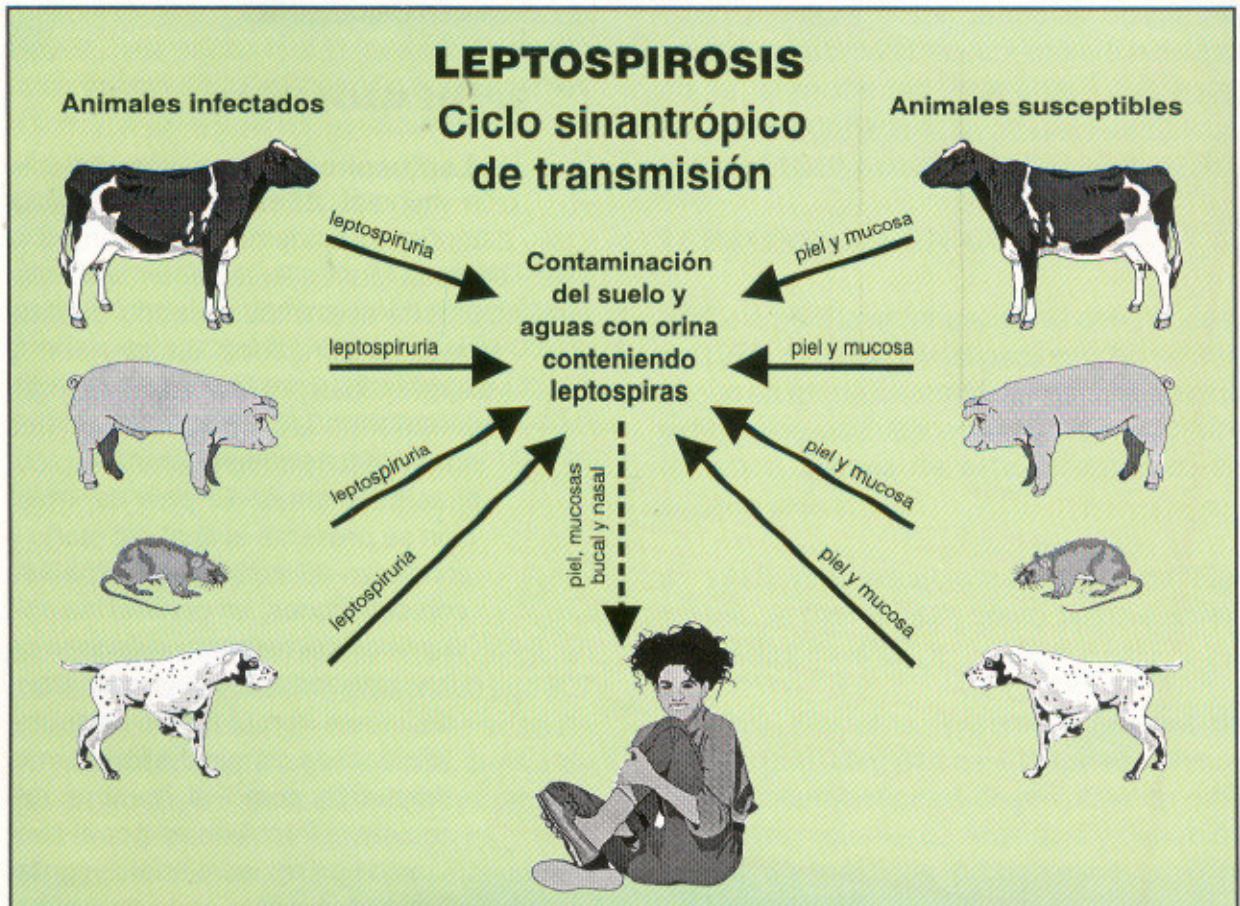 LEPTOSPIROSIS
Ciclo sinantrópico
de transmisión
Animales infectados
Animales susceptibles
leptospiruria
leptospiruria
leptospiruria
leptospiruria
Contaminación
del suelo y
aguas con orina
conteniendo
leptospiras
piel y mucosa
piel y mucosa
piel y mucosa
piel y mucosa
piel, mucosas
bucal y nasal